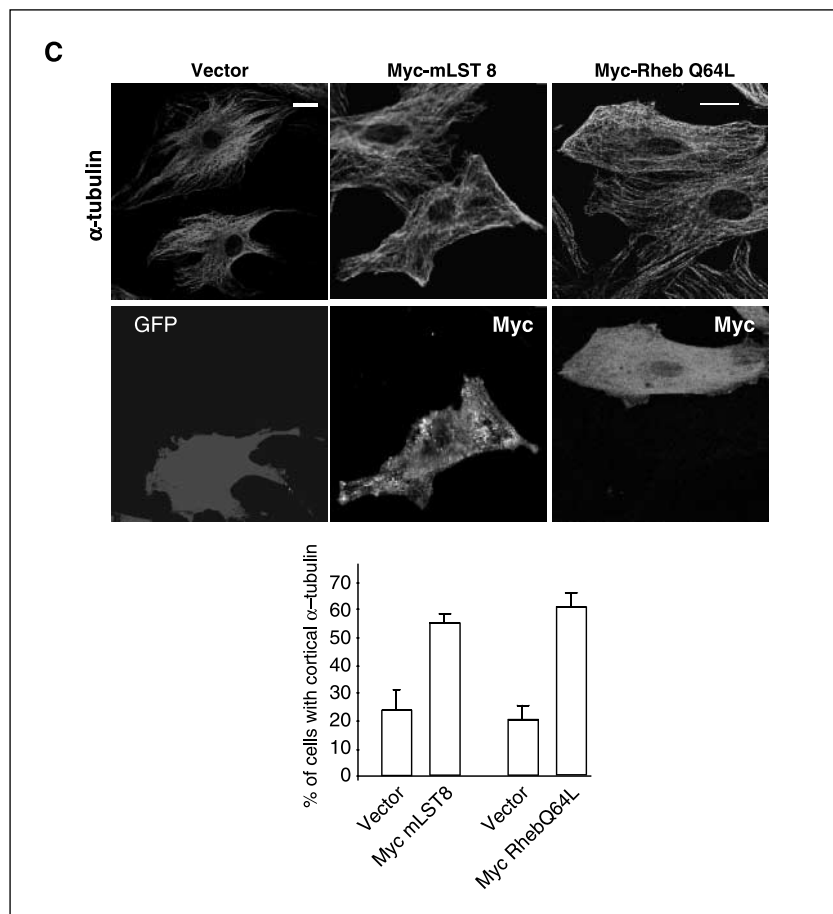 C
Vector Myc-mLST 8 Myc-Rheb Q64L
α-tubulin
GFP Myc Myc
% of cells with cortical α–tubulin
70
60
50
40
30
20
10
0
Vector Myc mLST8 Vector Myc RhebQ64L